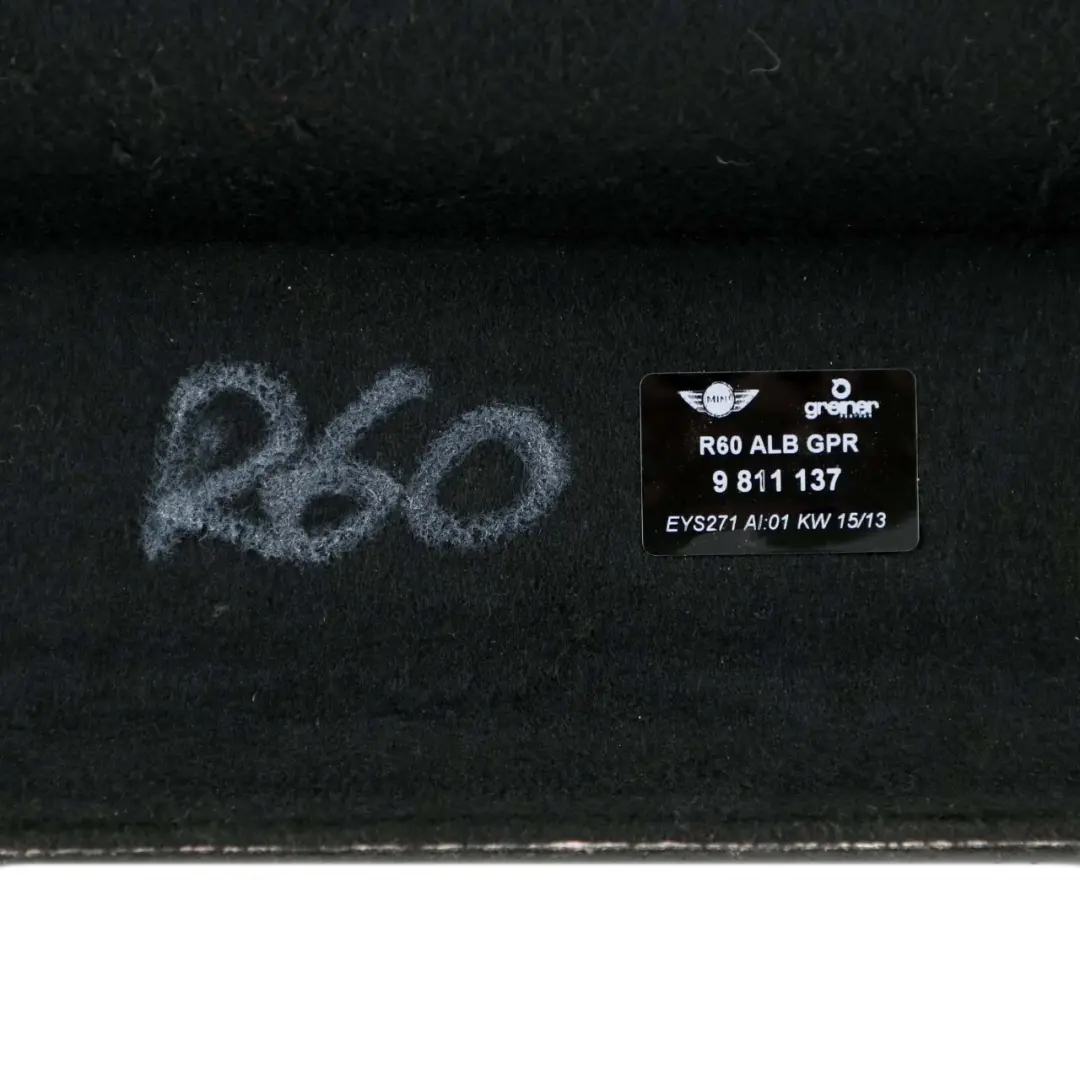 R60
MINI
greiner
R60 ALB GPR
9 811 137
EYS271 AI:01 KW 15/13